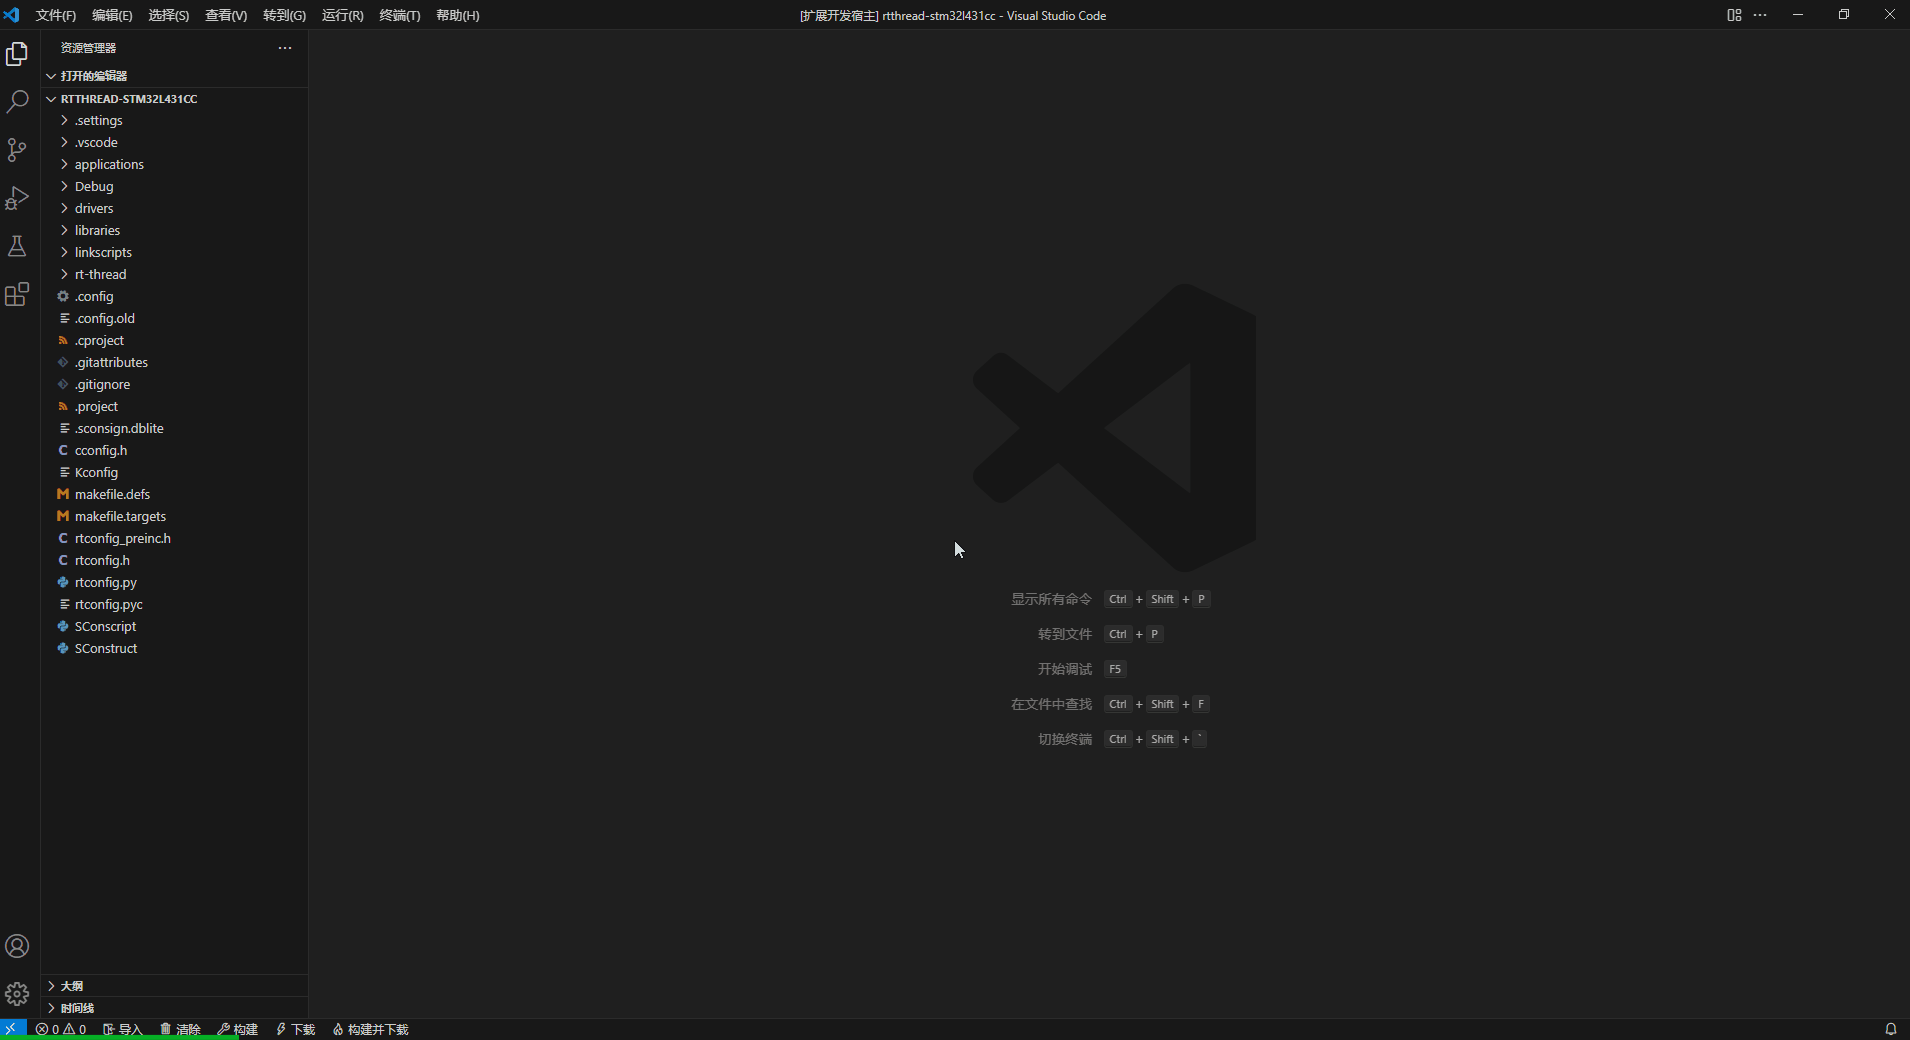 文件(F) 编辑(E) 选择(S) 查看(V) 转到(G) 运行(R) 终端(T) 帮助(H) [扩展开发宿主] rtthread-stm32l431cc - Visual Studio Code
资源管理器
打开的编辑器
RTTHREAD-STM32L431CC
.settings
.vscode
applications
Debug
drivers
libraries
linkscripts
rt-thread
.config
.config.old
.cproject
.gitattributes
.gitignore
.project
.sconsign.dblite
C cconfig.h
Kconfig
M makefile.defs
M makefile.targets
C rtconfig_preinc.h
C rtconfig.h
rtconfig.py
rtconfig.pyc
SConscript
SConstruct
显示所有命令 Ctrl + Shift + P
转到文件 Ctrl + P
开始调试 F5
在文件中查找 Ctrl + Shift + F
切换终端 Ctrl + Shift + `
大纲
时间线
0 0 导入 清除 构建 下载 构建并下载